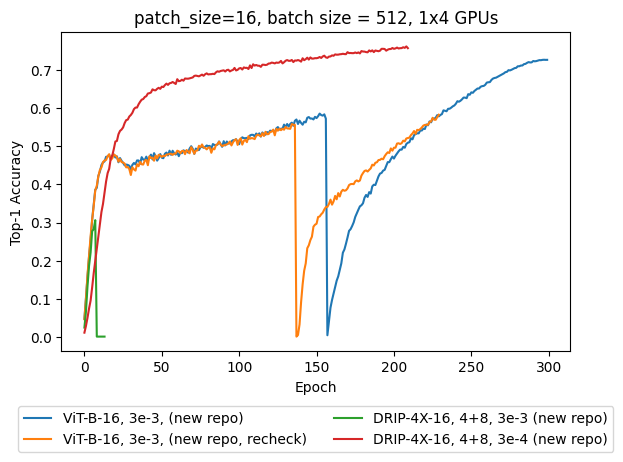 patch_size=16, batch size = 512, 1x4 GPUs
Top-1 Accuracy
0.7
0.6
0.5
0.4
0.3
0.2
0.1
0.0
0 50 100 150 200 250 300
Epoch
ViT-B-16, 3e-3, (new repo)
ViT-B-16, 3e-3, (new repo, recheck)
DRIP-4X-16, 4+8, 3e-3 (new repo)
DRIP-4X-16, 4+8, 3e-4 (new repo)